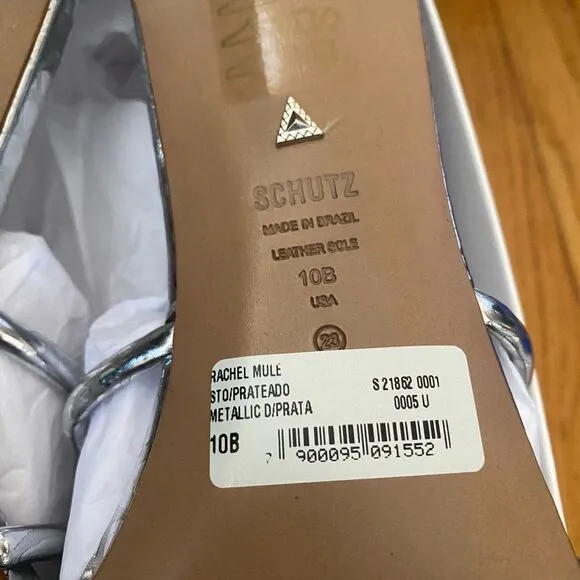 SCHUTZ
MADE IN BRAZIL
LEATHER SOLE
10B
USA
23
RACHEL MULE
STO/PRATEADO
METALLIC D/PRATA
10B
S 21862 0001
0005 U
7 900095 091552